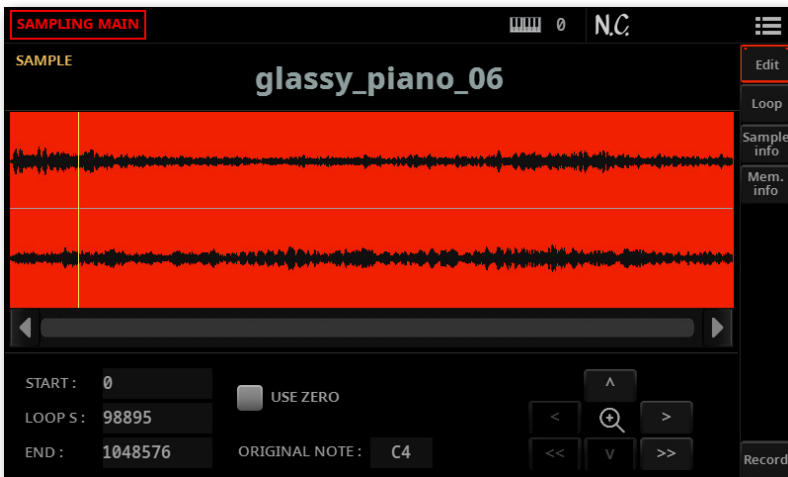 SAMPLING MAIN
0
N.C.
SAMPLE
glassy_piano_06
Edit
Loop
Sample
info
Mem.
info
START :
0
LOOP S :
98895
END :
1048576
USE ZERO
ORIGINAL NOTE :
C4
^
<
>
<<
v
>>
Record